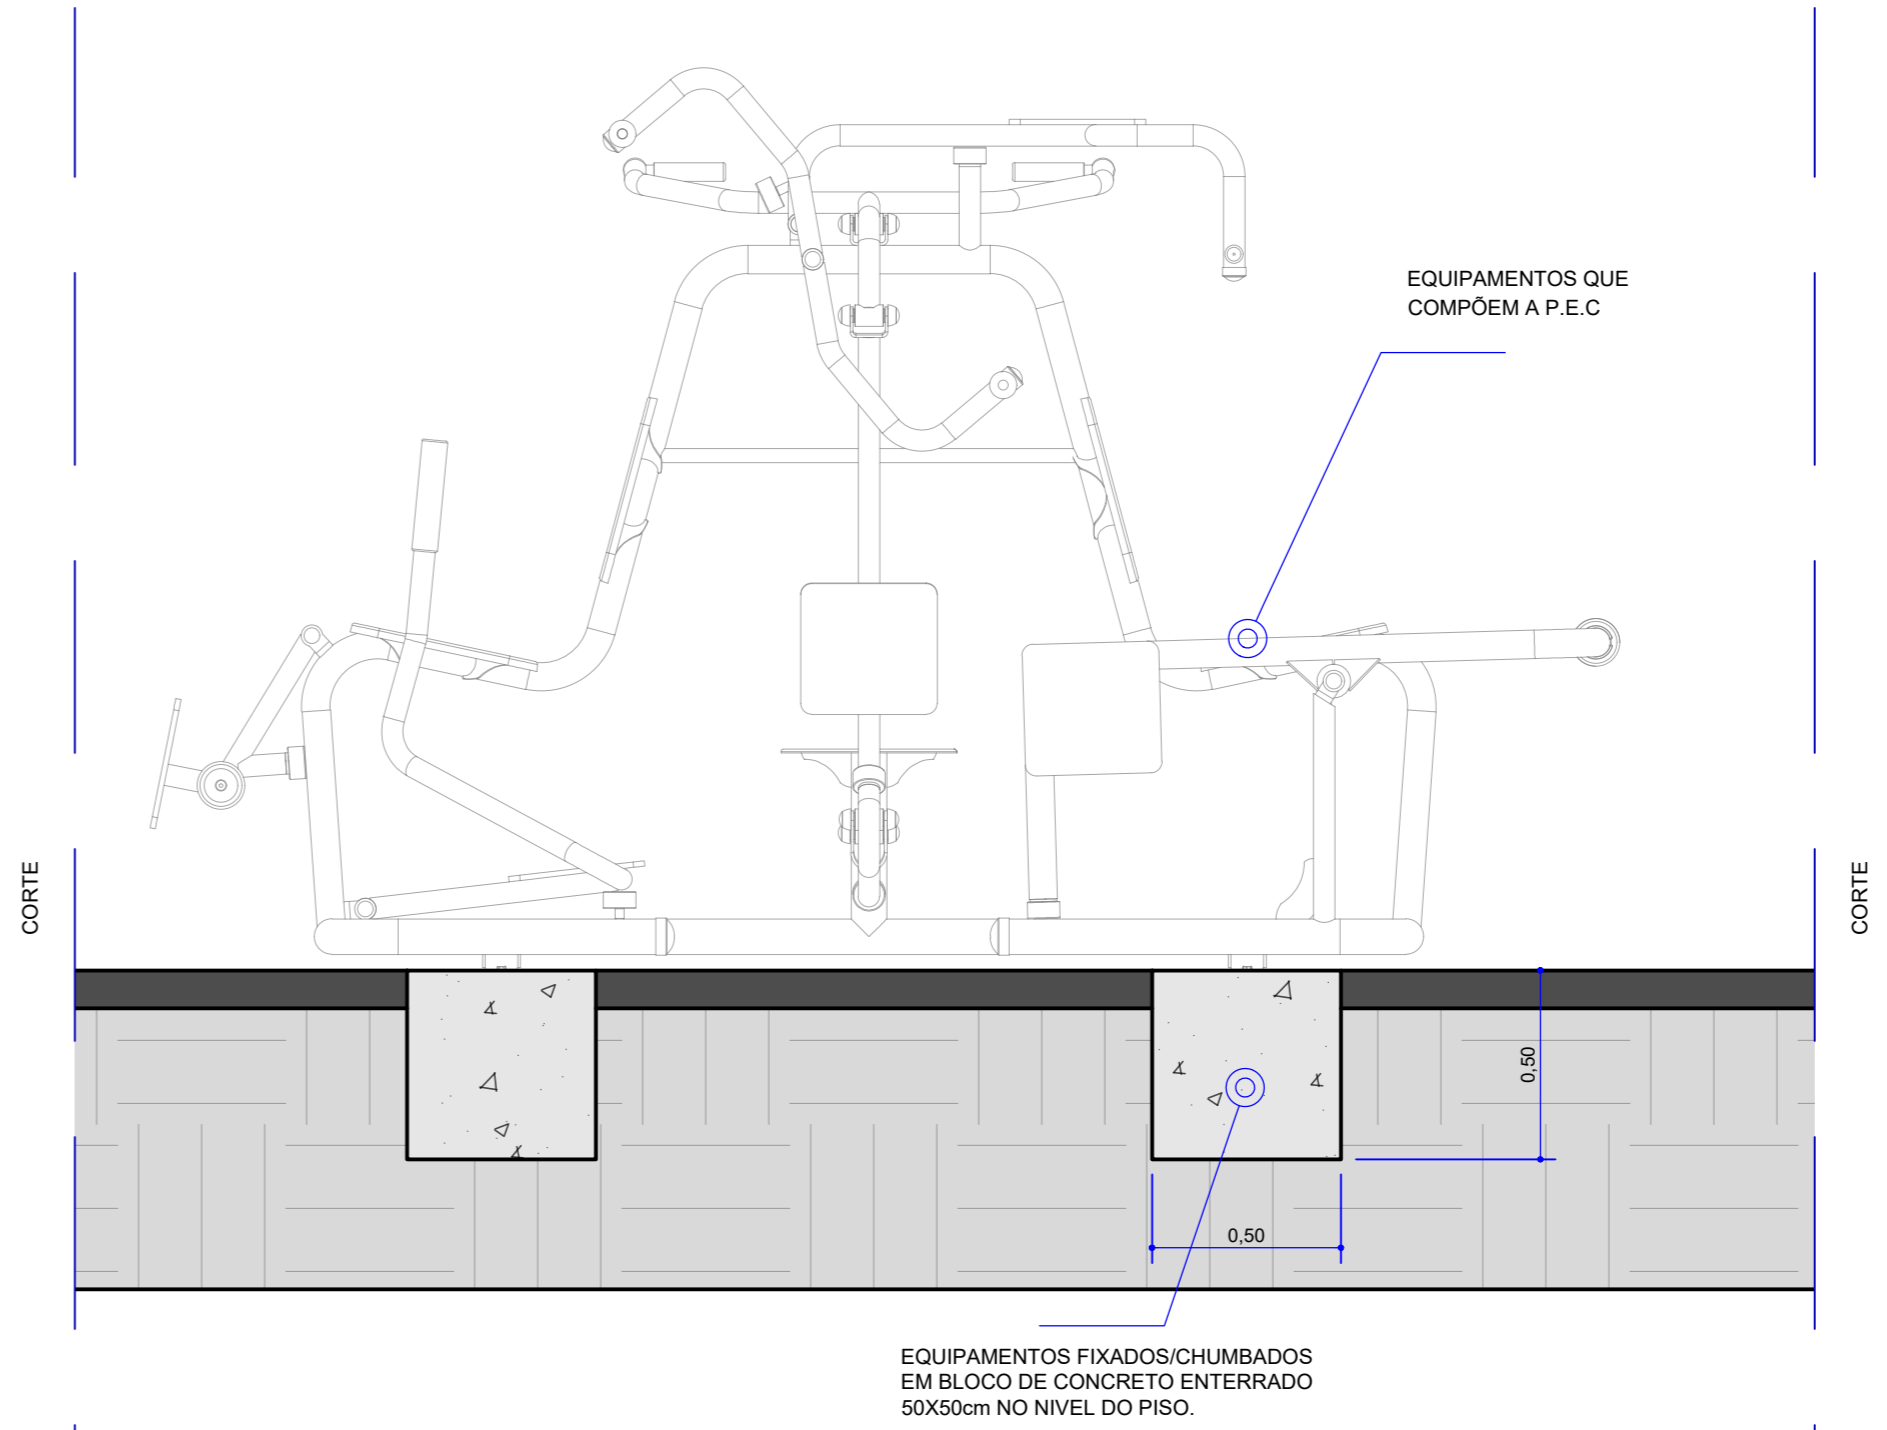 EQUIPAMENTOS QUE
COMPÕEM A P.E.C
CORTE
CORTE
0,50
0,50
EQUIPAMENTOS FIXADOS/CHUMBADOS
EM BLOCO DE CONCRETO ENTERRADO
50X50cm NO NIVEL DO PISO.